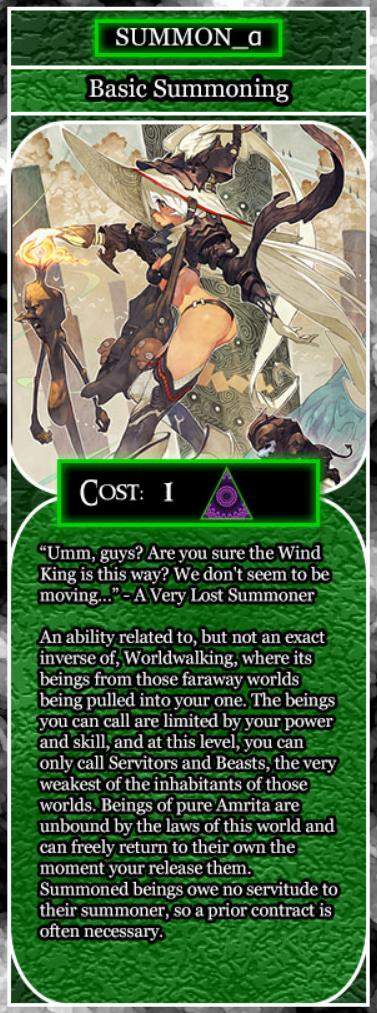 SUMMON_α
Basic Summoning
Cost: 1
“Umm, guys? Are you sure the Wind
King is this way? We don't seem to be
moving...” - A Very Lost Summoner
An ability related to, but not an exact
inverse of, Worldwalking, where its
beings from those faraway worlds
being pulled into your one. The beings
you can call are limited by your power
and skill, and at this level, you can
only call Servitors and Beasts, the very
weakest of the inhabitants of those
worlds. Beings of pure Amrita are
unbound by the laws of this world and
can freely return to their own the
moment your release them.
Summoned beings owe no servitude to
their summoner, so a prior contract is
often necessary.